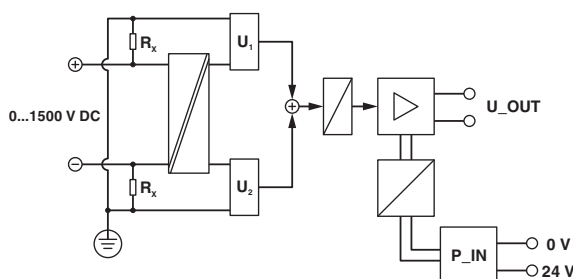 U₁
Rₓ
+
0...1500 V DC
+
U_OUT
−
Rₓ
U₂
P_IN
0 V
24 V